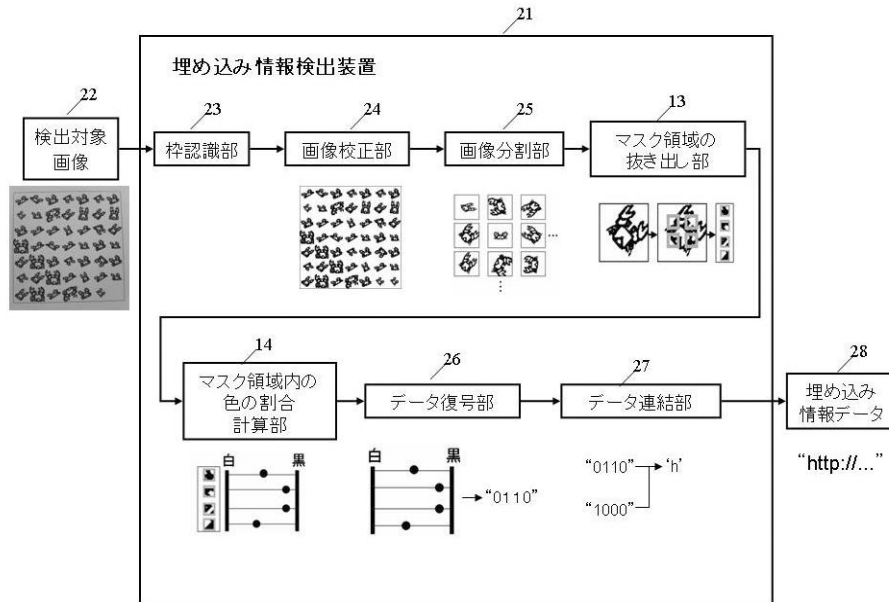 21
埋め込み情報検出装置
22
検出対象
画像
23
枠認識部
24
画像校正部
25
画像分割部
13
マスク領域の
抜き出し部
…
⋮
14
マスク領域内の
色の割合
計算部
26
データ復号部
27
データ連結部
28
埋め込み
情報データ
白 黒
白 黒
“0110”
“0110” ‘h’
“1000”
“http://...”